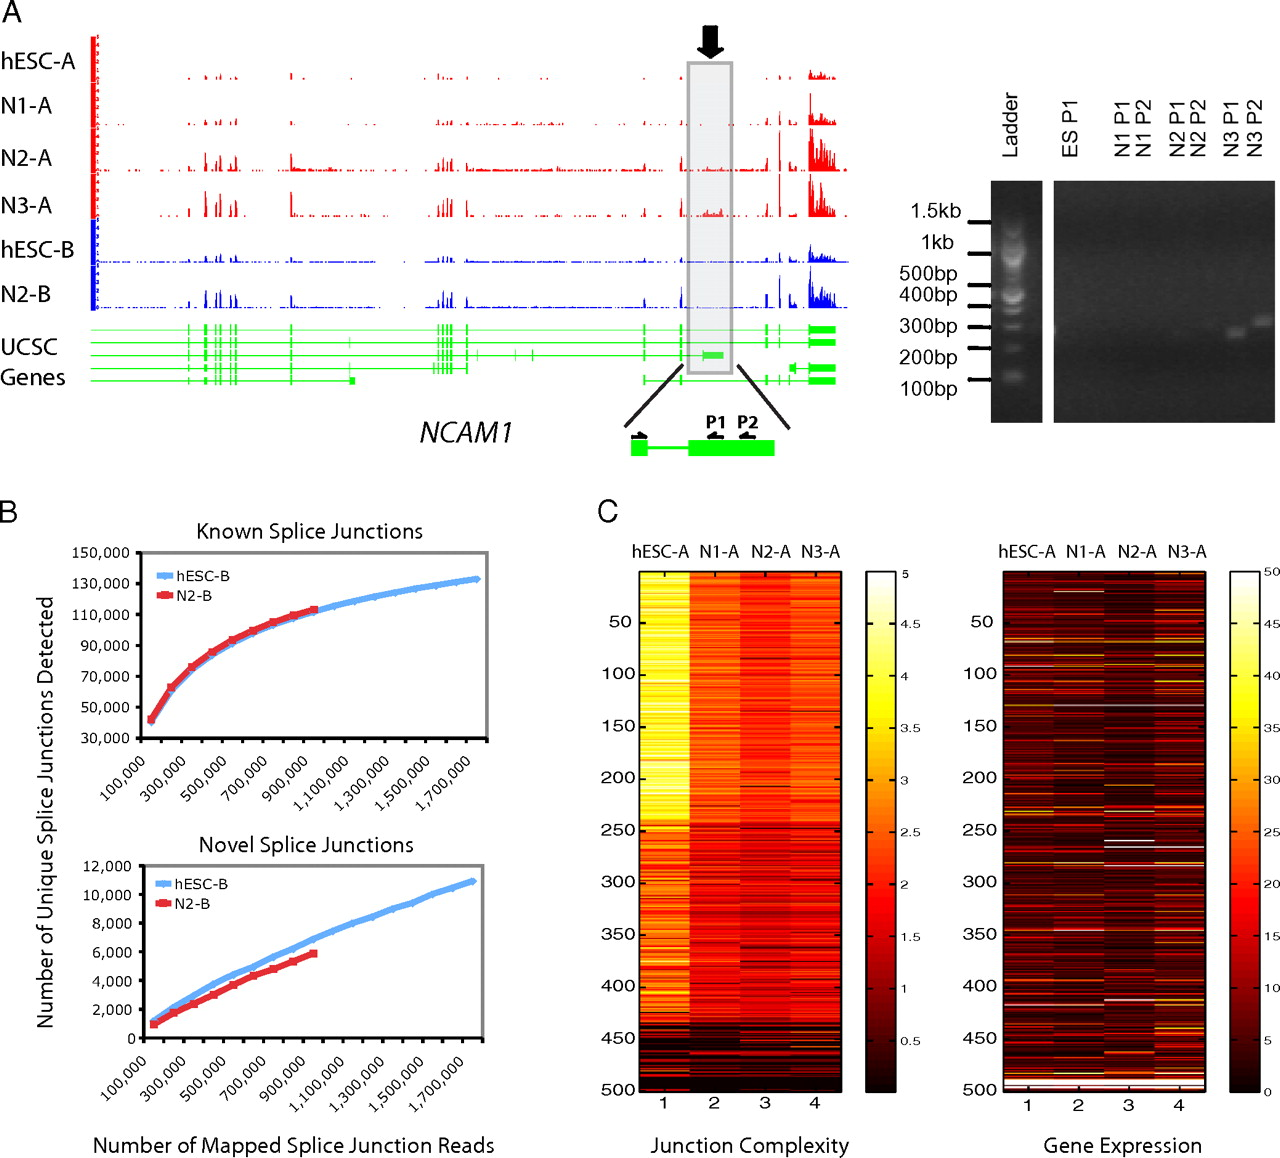 A
hESC-A
N1-A
N2-A
N3-A
hESC-B
N2-B
UCSC
Genes
NCAM1
P1 P2
Ladder
ES P1
N1 P1
N1 P2
N2 P1
N2 P2
N3 P1
N3 P2
1.5kb
1kb
500bp
400bp
300bp
200bp
100bp
B
Number of Unique Splice Junctions Detected
Known Splice Junctions
hESC-B
N2-B
150,000
130,000
110,000
90,000
70,000
50,000
30,000
100,000 300,000 500,000 700,000 900,000 1,100,000 1,300,000 1,500,000 1,700,000
Novel Splice Junctions
hESC-B
N2-B
12,000
10,000
8,000
6,000
4,000
2,000
0
100,000 300,000 500,000 700,000 900,000 1,100,000 1,300,000 1,500,000 1,700,000
Number of Mapped Splice Junction Reads
C
hESC-A N1-A N2-A N3-A
50
100
150
200
250
300
350
400
450
500
1 2 3 4
Junction Complexity
5
4.5
4
3.5
3
2.5
2
1.5
1
0.5
hESC-A N1-A N2-A N3-A
50
100
150
200
250
300
350
400
450
500
1 2 3 4
Gene Expression
50
45
40
35
30
25
20
15
10
5
0